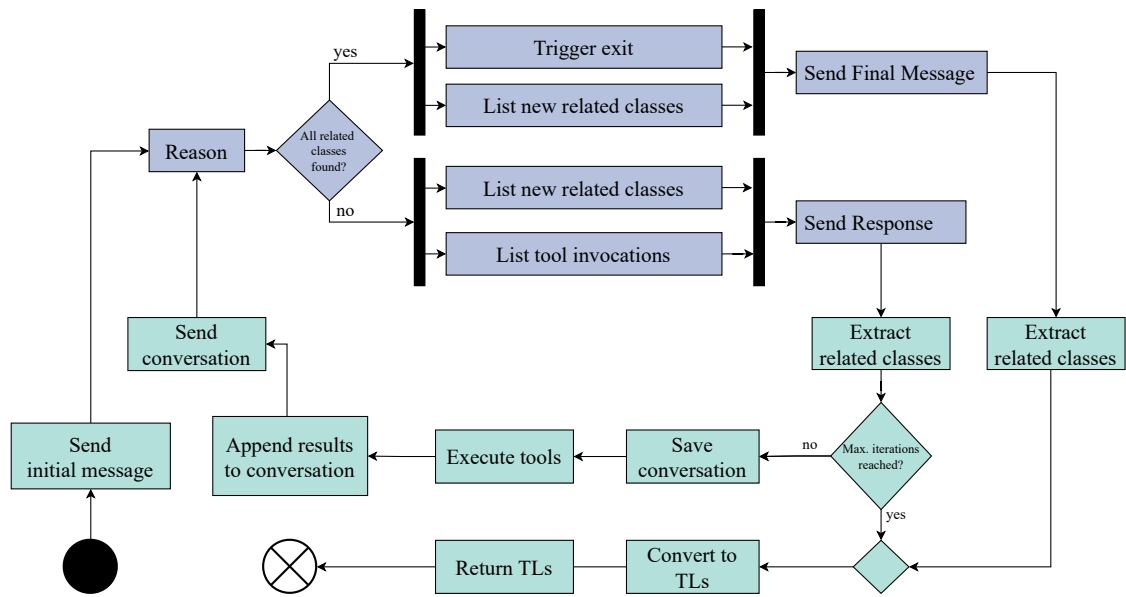 yes
Trigger exit
List new related classes
Send Final Message
All related
classes
found?
Reason
no
List new related classes
List tool invocations
Send Response
Send
conversation
Extract
related classes
Extract
related classes
Send
initial message
Append results
to conversation
Execute tools
Save
conversation
no
Max. iterations
reached?
yes
Return TLs
Convert to
TLs